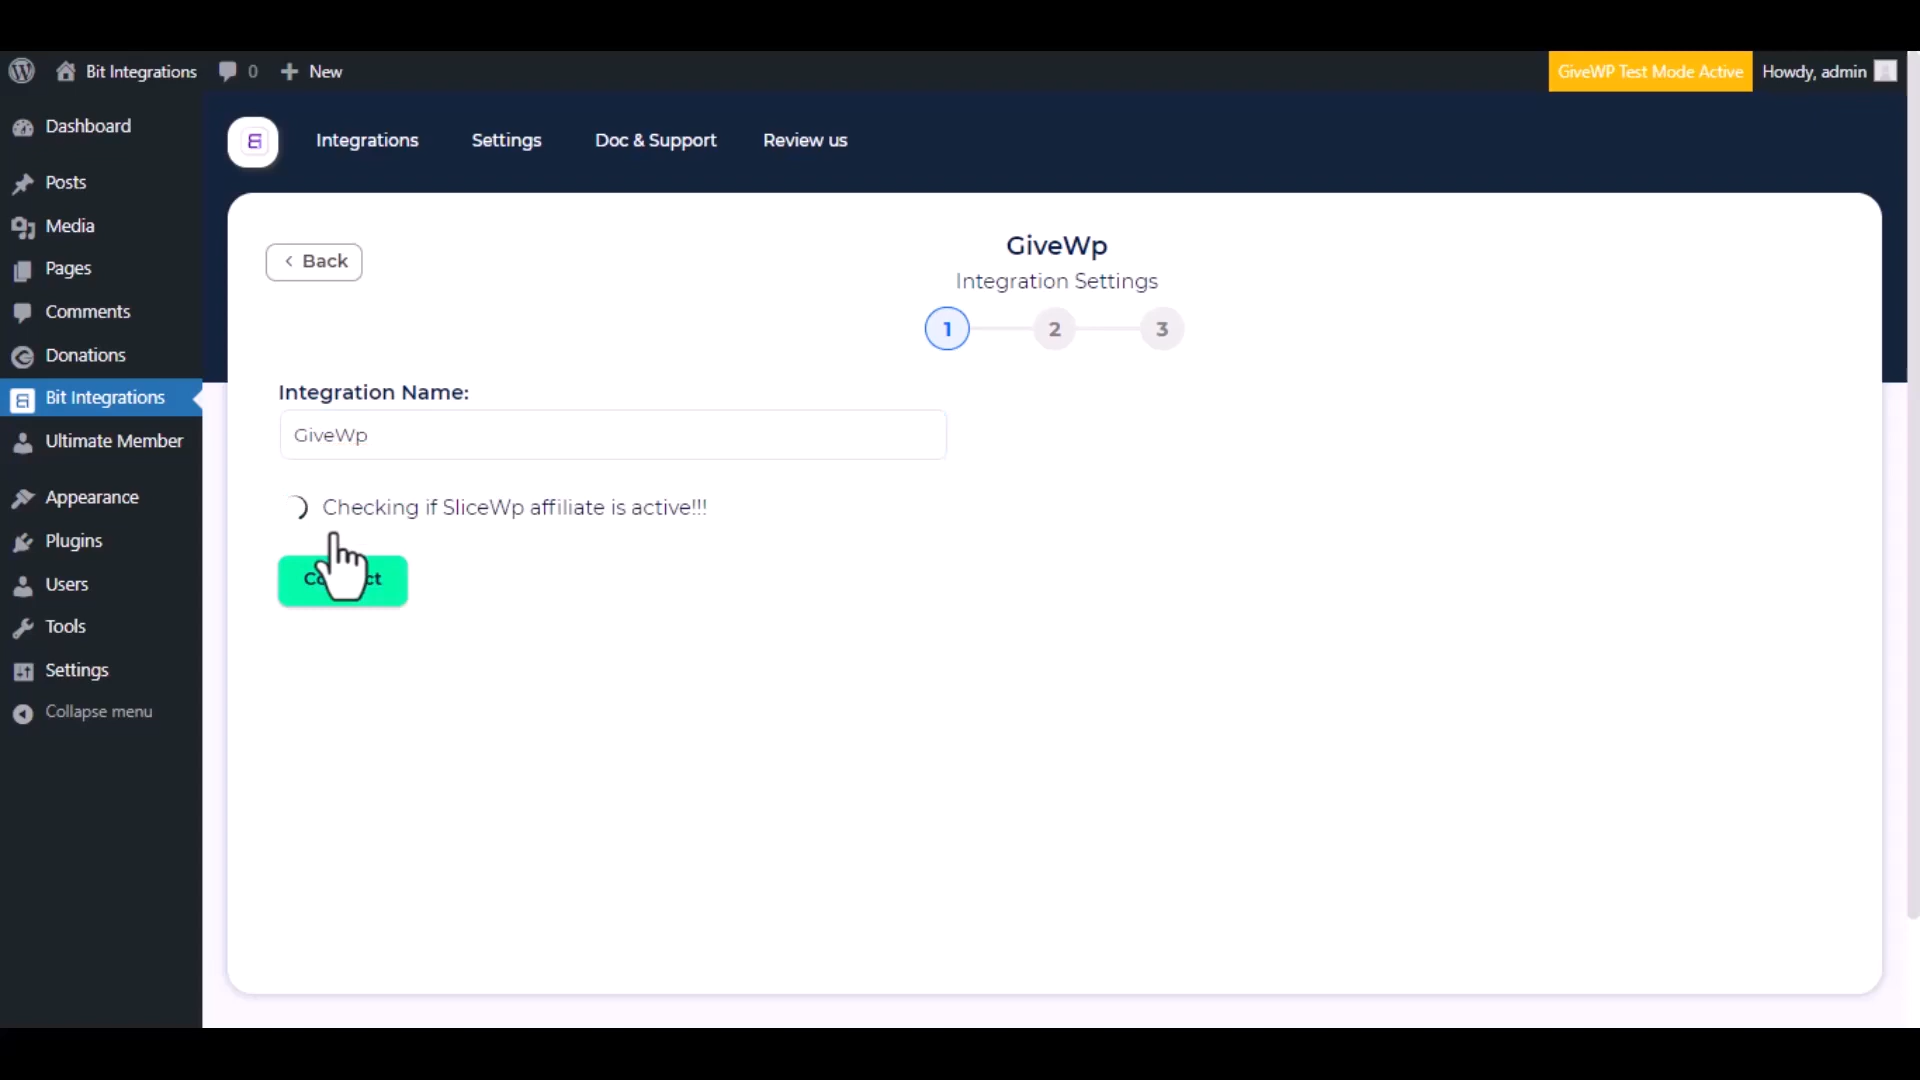 Bit Integrations 0 New GiveWP Test Mode Active Howdy, admin
Dashboard
Posts
Media
Pages
Comments
Donations
Bit Integrations
Ultimate Member
Appearance
Plugins
Users
Tools
Settings
Collapse menu
Integrations Settings Doc & Support Review us
Back
GiveWp
Integration Settings
1 2 3
Integration Name:
GiveWp
Checking if SliceWp affiliate is active!!!